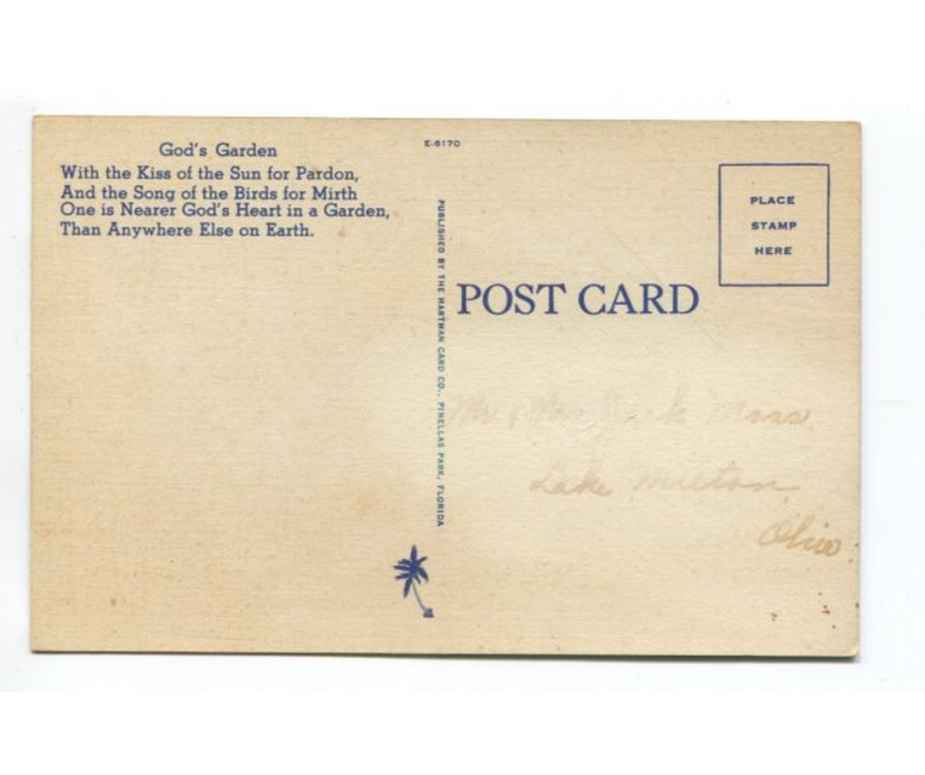 God's Garden
With the Kiss of the Sun for Pardon,
And the Song of the Birds for Mirth
One is Nearer God's Heart in a Garden,
Than Anywhere Else on Earth.
E-6170
PUBLISHED BY THE HARTMAN CARD CO., PINELLAS PARK, FLORIDA
PLACE
STAMP
HERE
POST CARD
Lake Milton
Ohio